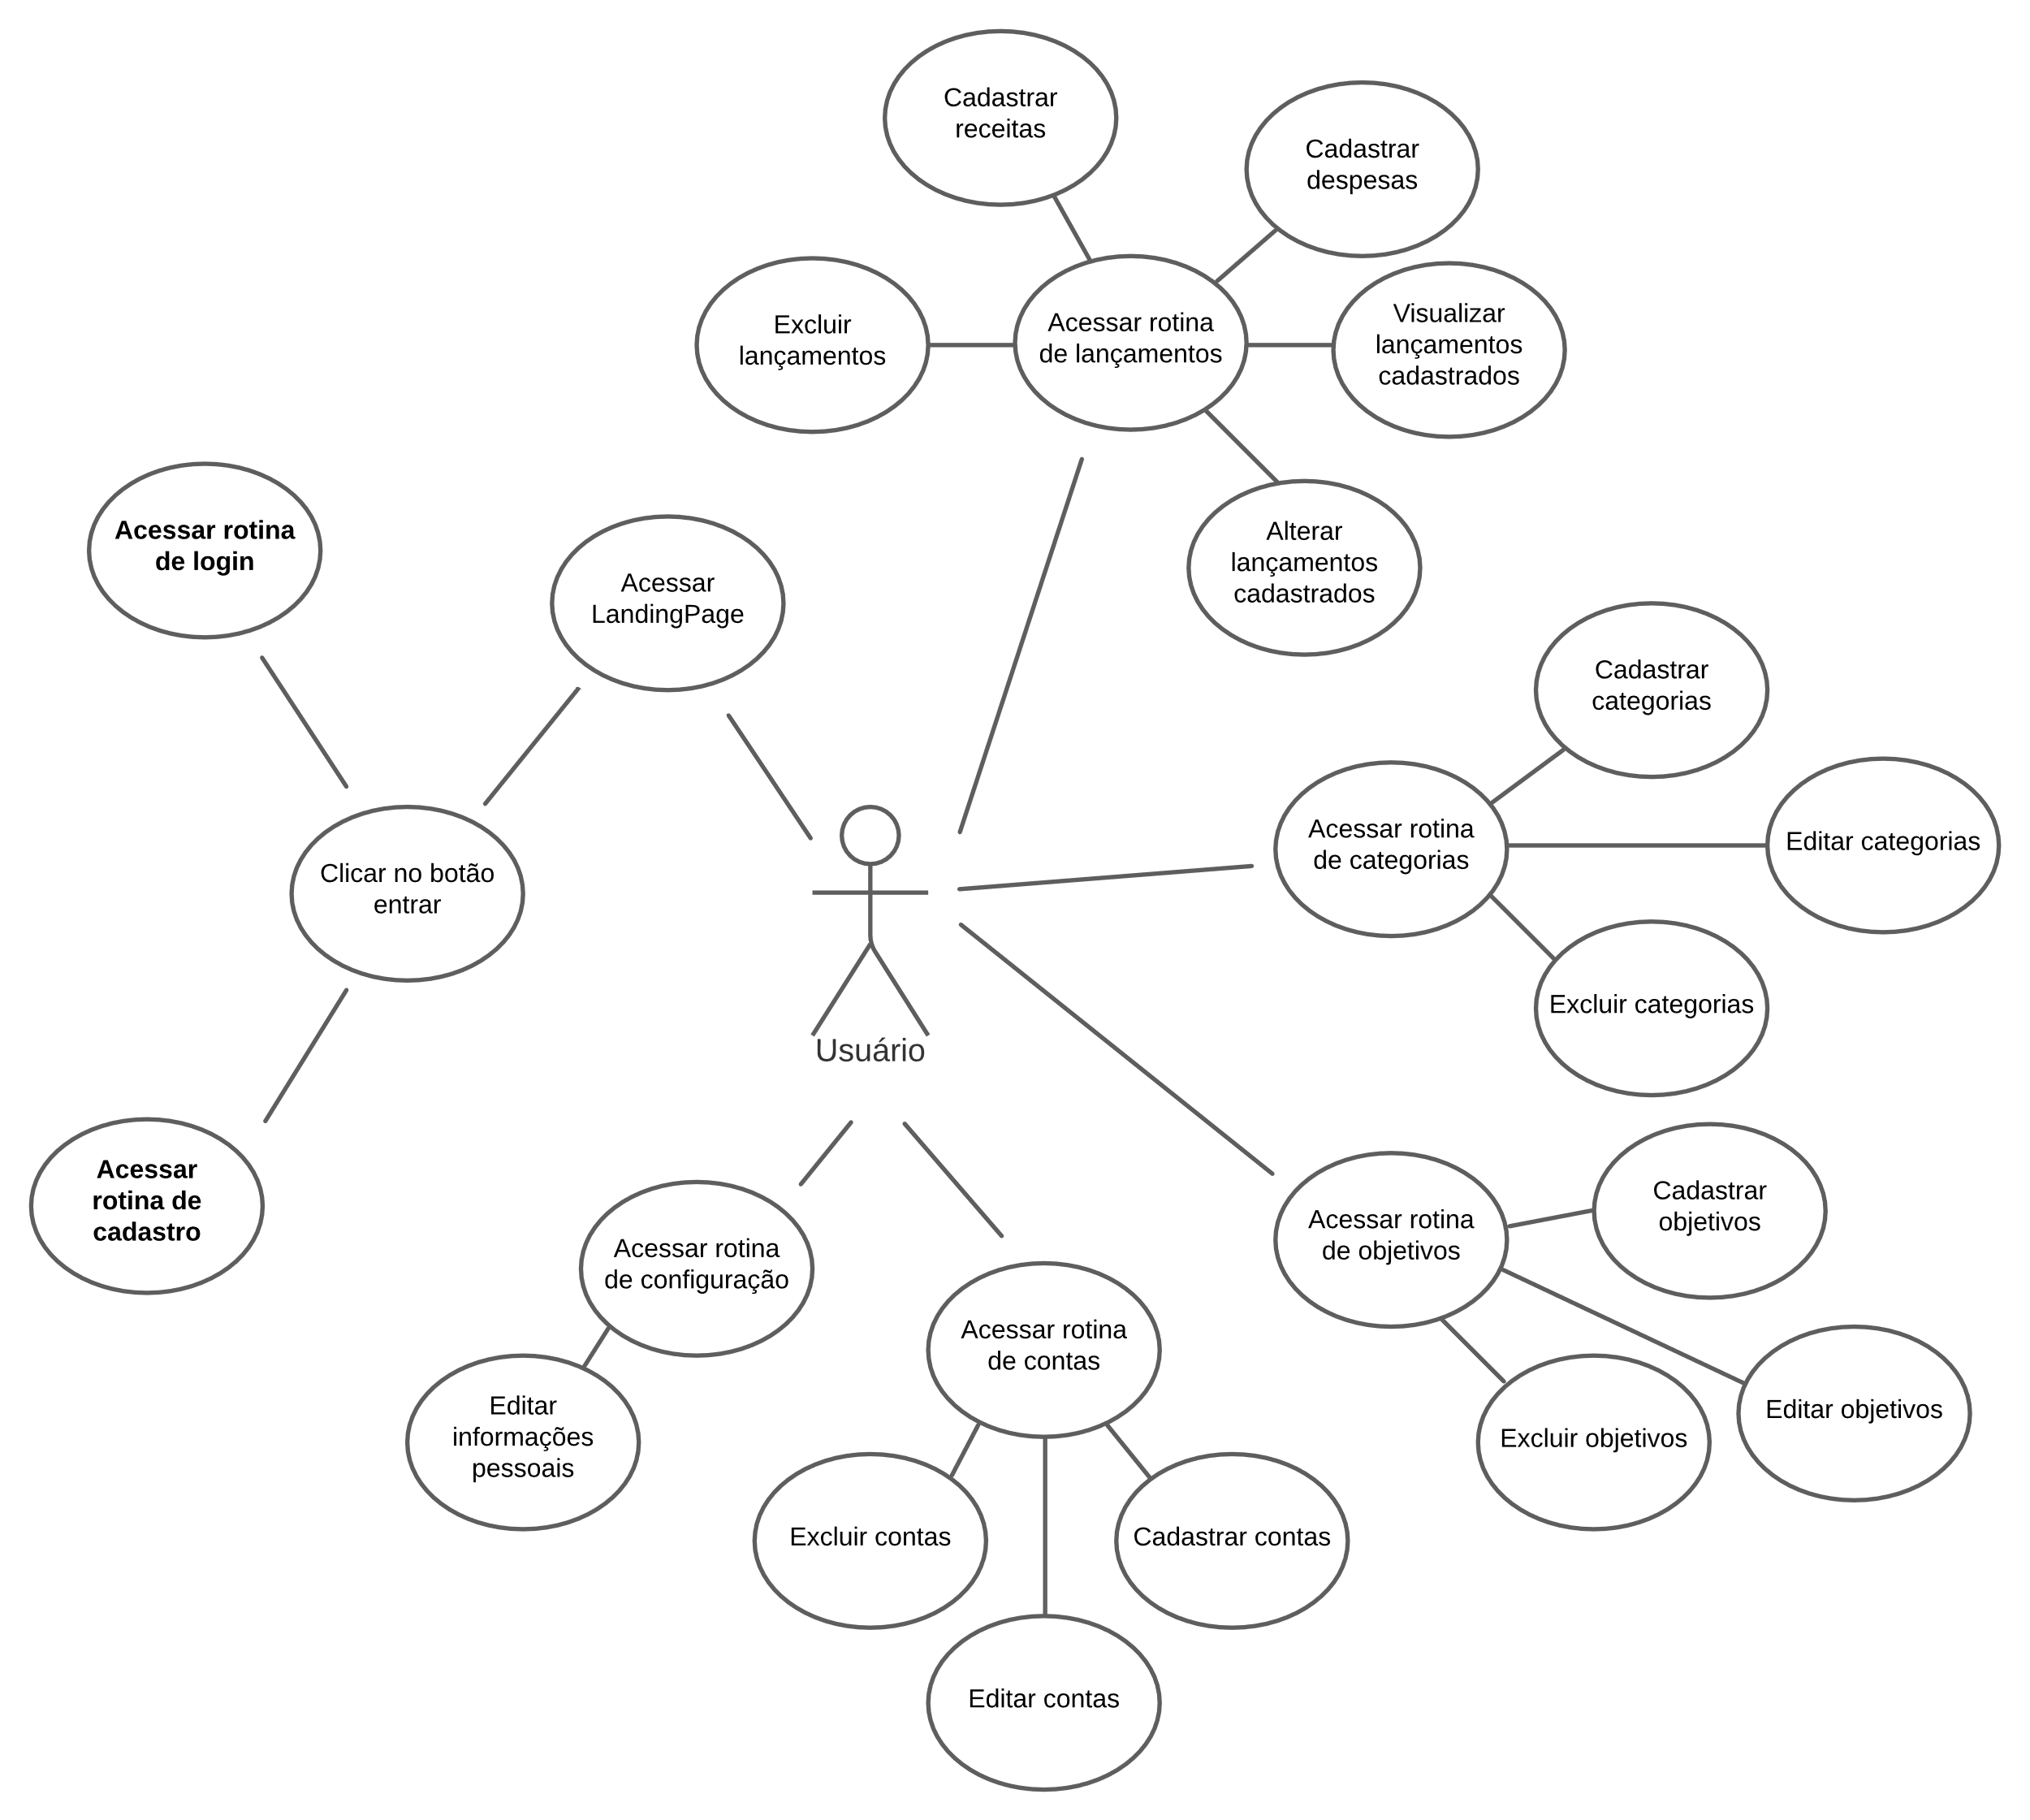 Cadastrar
receitas
Cadastrar
despesas
Excluir
lançamentos
Acessar rotina
de lançamentos
Visualizar
lançamentos
cadastrados
Alterar
lançamentos
cadastrados
Acessar rotina
de login
Acessar
LandingPage
Cadastrar
categorias
Acessar rotina
de categorias
Editar categorias
Clicar no botão
entrar
Excluir categorias
Usuário
Acessar
rotina de
cadastro
Acessar rotina
de configuração
Acessar rotina
de objetivos
Cadastrar
objetivos
Acessar rotina
de contas
Editar
informações
pessoais
Excluir objetivos
Editar objetivos
Excluir contas
Cadastrar contas
Editar contas